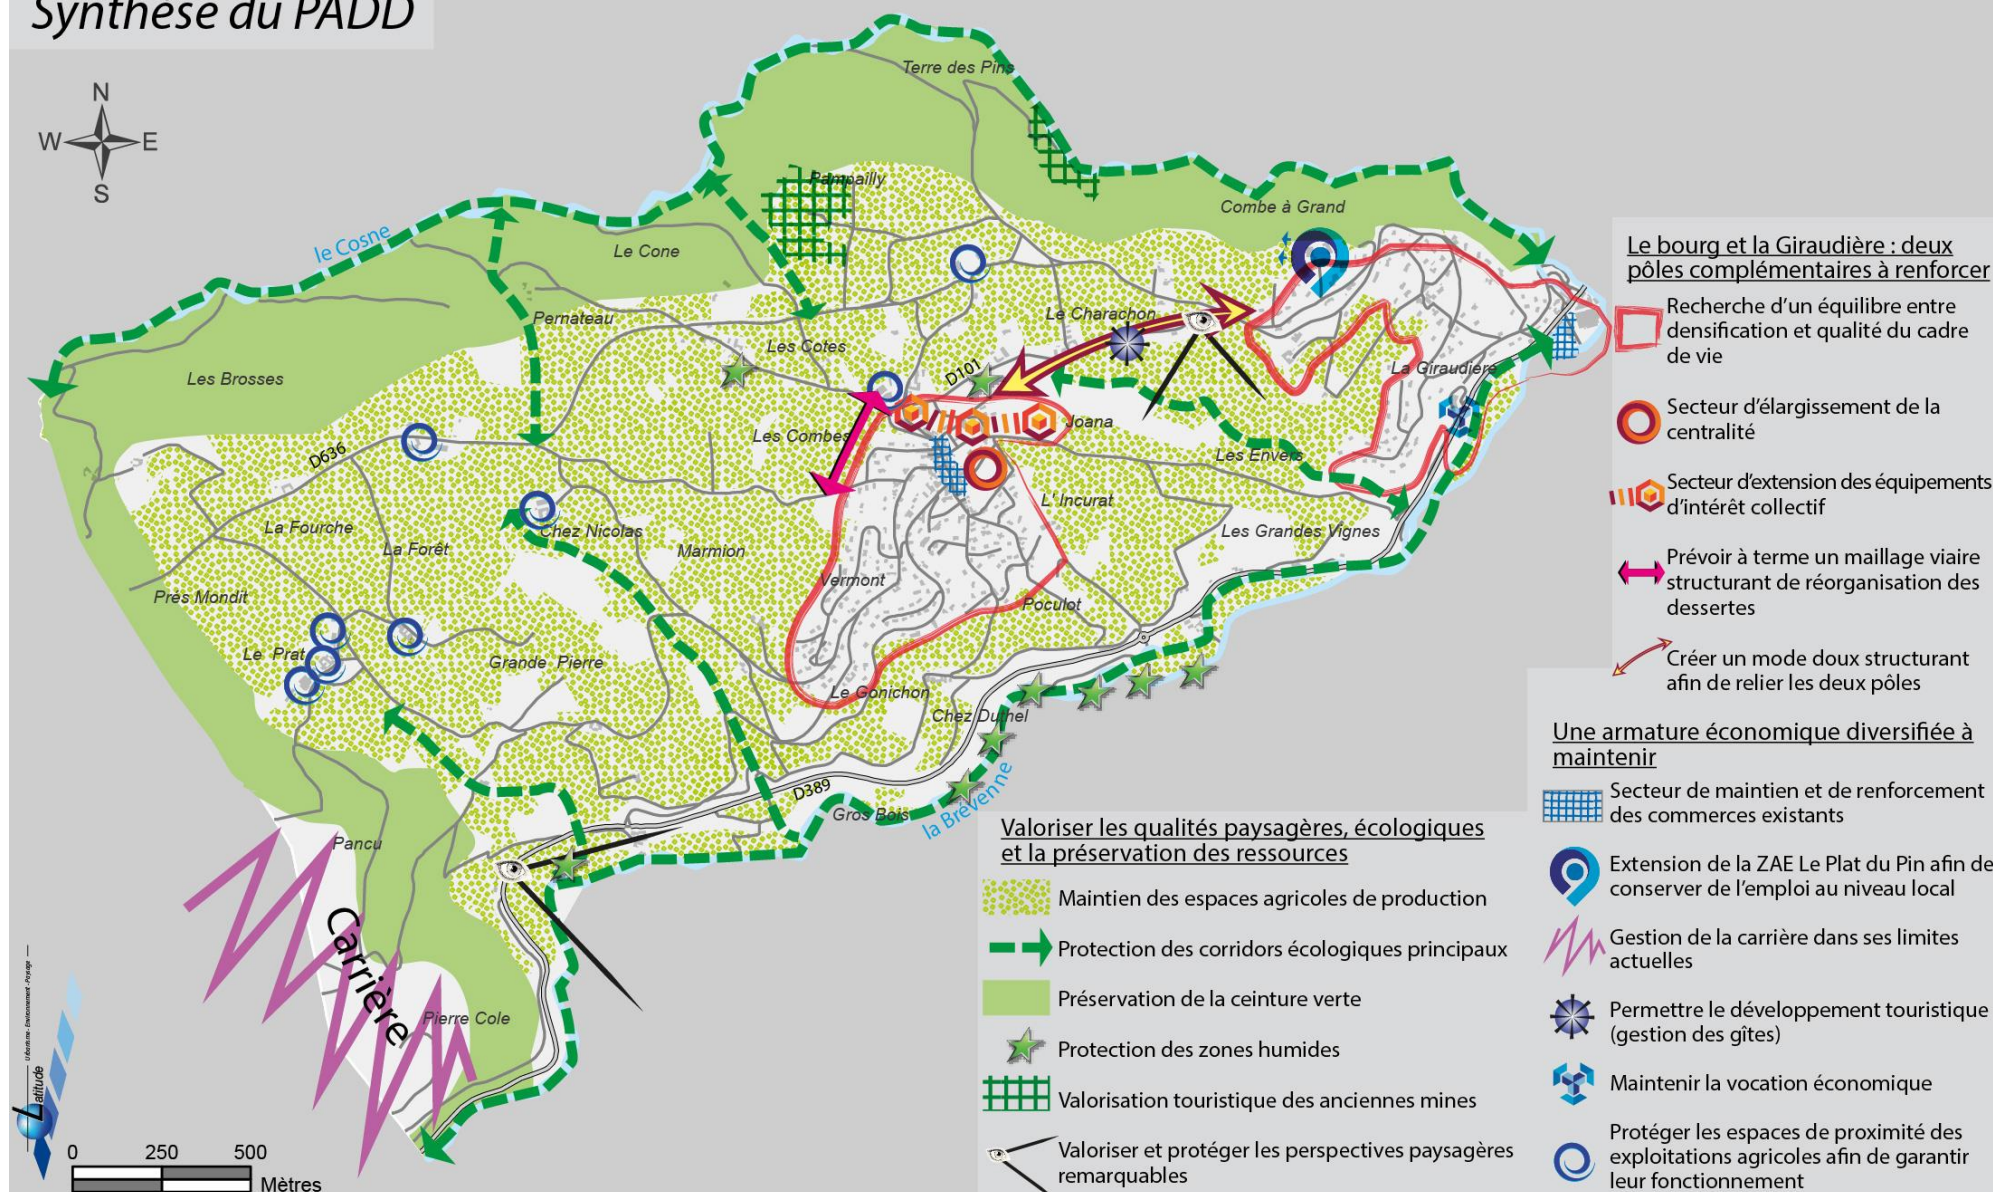 Synthèse du PADD
N
W
E
S
Terre des Pins
Pampailly
Combe à Grand
le Cosne
Le Cone
Pernateau
Le Charachon
Les Cotes
Les Brosses
D101
La Giraudière
Les Combes
Joana
D636
Les Envers
L' Incurat
La Fourche
Chez Nicolas
La Forêt
Marmion
Les Grandes Vignes
Vermont
Près Mondit
Poculot
Le Prat
Grande Pierre
Le Gonichon
Chez Duthel
D389
Gros Bois
la Brévenne
Pancu
Carrière
Pierre Cole
Le bourg et la Giraudière : deux
pôles complémentaires à renforcer
Recherche d'un équilibre entre
densification et qualité du cadre
de vie
Secteur d'élargissement de la
centralité
Secteur d'extension des équipements
d'intérêt collectif
Prévoir à terme un maillage viaire
structurant de réorganisation des
dessertes
Créer un mode doux structurant
afin de relier les deux pôles
Une armature économique diversifiée à
maintenir
Secteur de maintien et de renforcement
des commerces existants
Extension de la ZAE Le Plat du Pin afin de
conserver de l'emploi au niveau local
Gestion de la carrière dans ses limites
actuelles
Permettre le développement touristique
(gestion des gîtes)
Maintenir la vocation économique
Protéger les espaces de proximité des
exploitations agricoles afin de garantir
leur fonctionnement
Valoriser les qualités paysagères, écologiques
et la préservation des ressources
Maintien des espaces agricoles de production
Protection des corridors écologiques principaux
Préservation de la ceinture verte
Protection des zones humides
Valorisation touristique des anciennes mines
Valoriser et protéger les perspectives paysagères
remarquables
Latitude
Urbanisme - Environnement - Paysage
0 250 500
Mètres